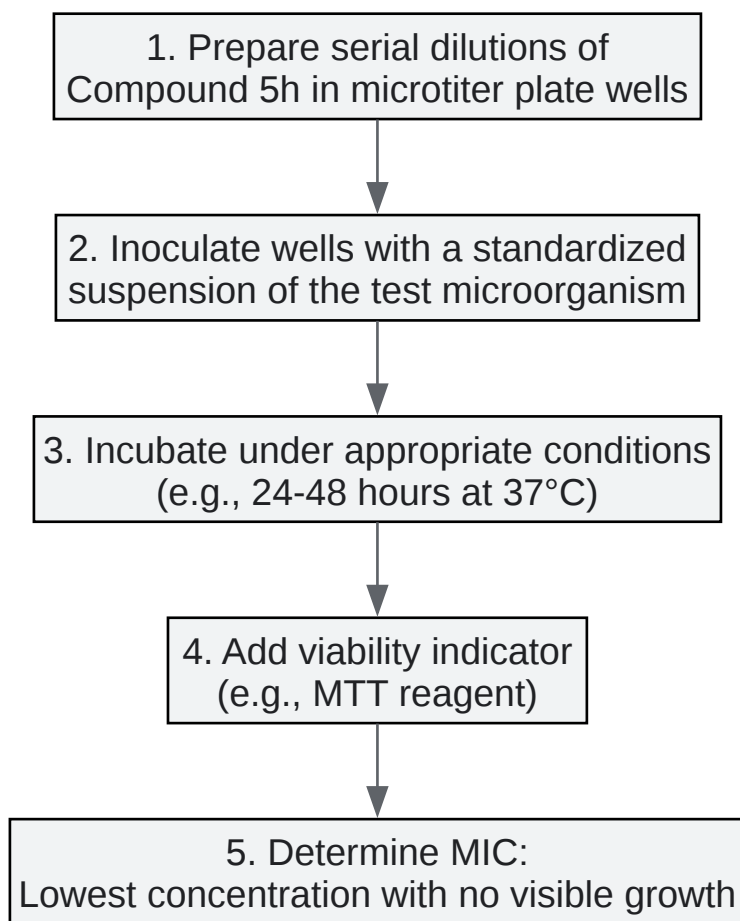 1. Prepare serial dilutions of
Compound 5h in microtiter plate wells
2. Inoculate wells with a standardized
suspension of the test microorganism
3. Incubate under appropriate conditions
(e.g., 24-48 hours at 37°C)
4. Add viability indicator
(e.g., MTT reagent)
5. Determine MIC:
Lowest concentration with no visible growth